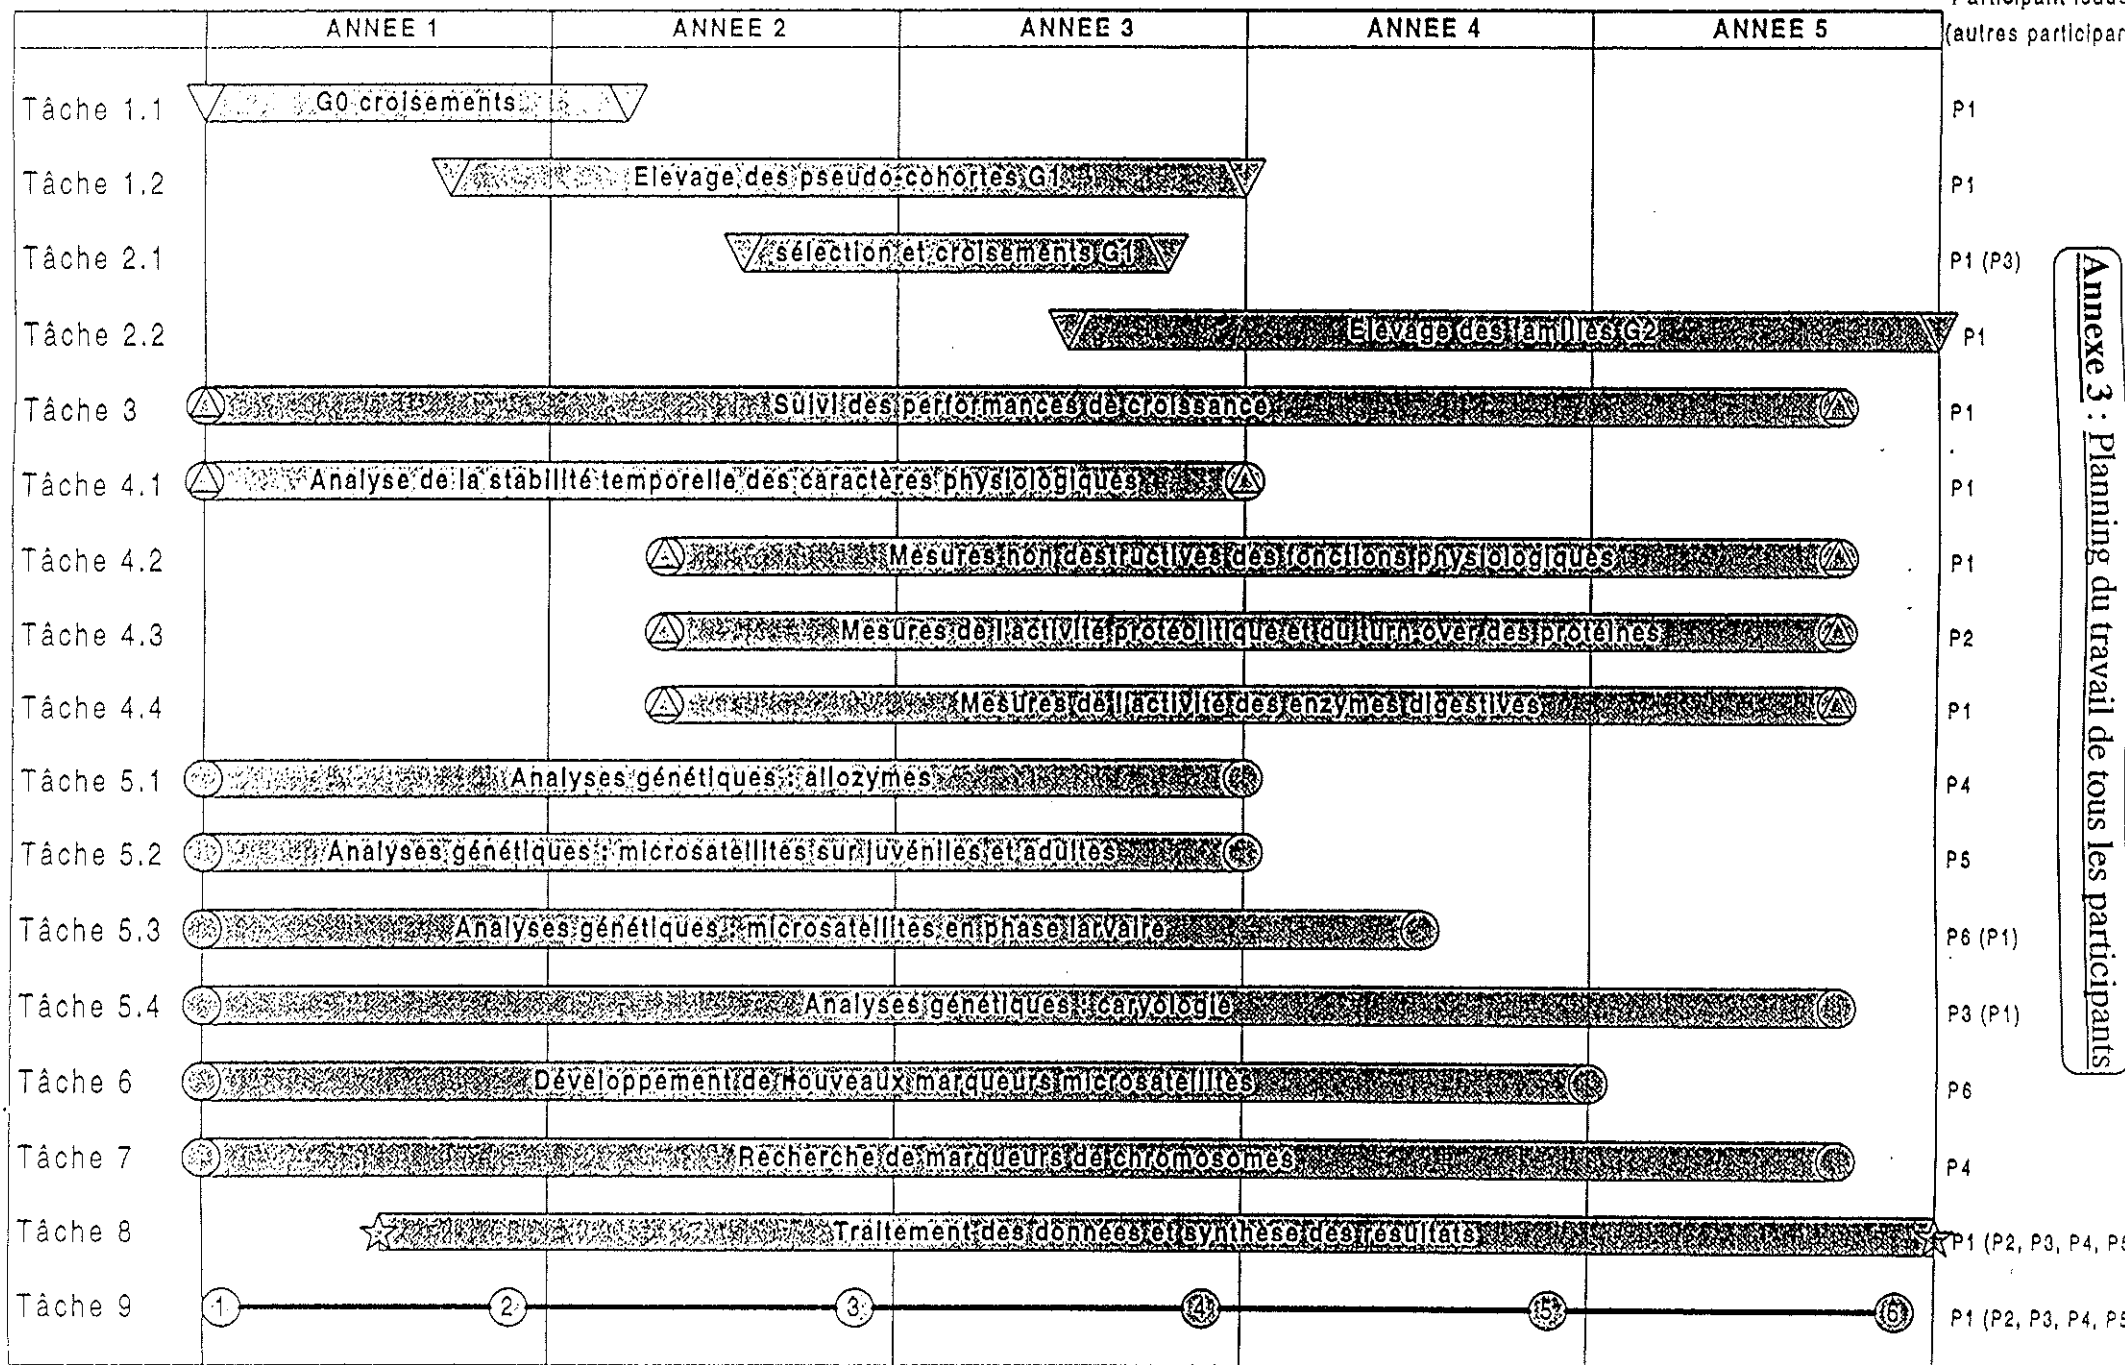 Participant
ANNEE 1 ANNEE 2 ANNEE 3 ANNEE 4 ANNEE 5 (autres participan
Tâche 1.1 G0 croisements P1
Tâche 1.2 Elevage des pseudo-cohortes G1 P1
Tâche 2.1 sélection et croisements G1 P1 (P3)
Tâche 2.2 Elevage des familles G2 P1
Tâche 3 Suivi des performances de croissance P1
Tâche 4.1 Analyse de la stabilité temporelle des caractères physiologiques P1
Tâche 4.2 Mesures non destructives des fonctions physiologiques P1
Tâche 4.3 Mesures de l'activité protéolitique et du turn-over des protéines P2
Tâche 4.4 Mesures de l'activité des enzymes digestives P1
Tâche 5.1 Analyses génétiques : allozymes P4
Tâche 5.2 Analyses génétiques : microsatellites sur juvéniles et adultes P5
Tâche 5.3 Analyses génétiques : microsatellites en phase larvaire P6 (P1)
Tâche 5.4 Analyses génétiques : caryologie P3 (P1)
Tâche 6 Développement de nouveaux marqueurs microsatellites P6
Tâche 7 Recherche de marqueurs de chromosomes P4
Tâche 8 Traitement des données et synthèse des résultats P1 (P2, P3, P4, P5
Tâche 9 1 2 3 4 5 6 P1 (P2, P3, P4, P5
Annexe 3 : Planning du travail de tous les participants